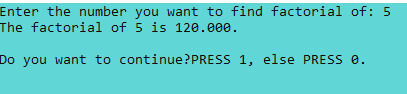 Enter the number you want to find factorial of: 5
The factorial of 5 is 120.000.
Do you want to continue?PRESS 1, else PRESS 0.